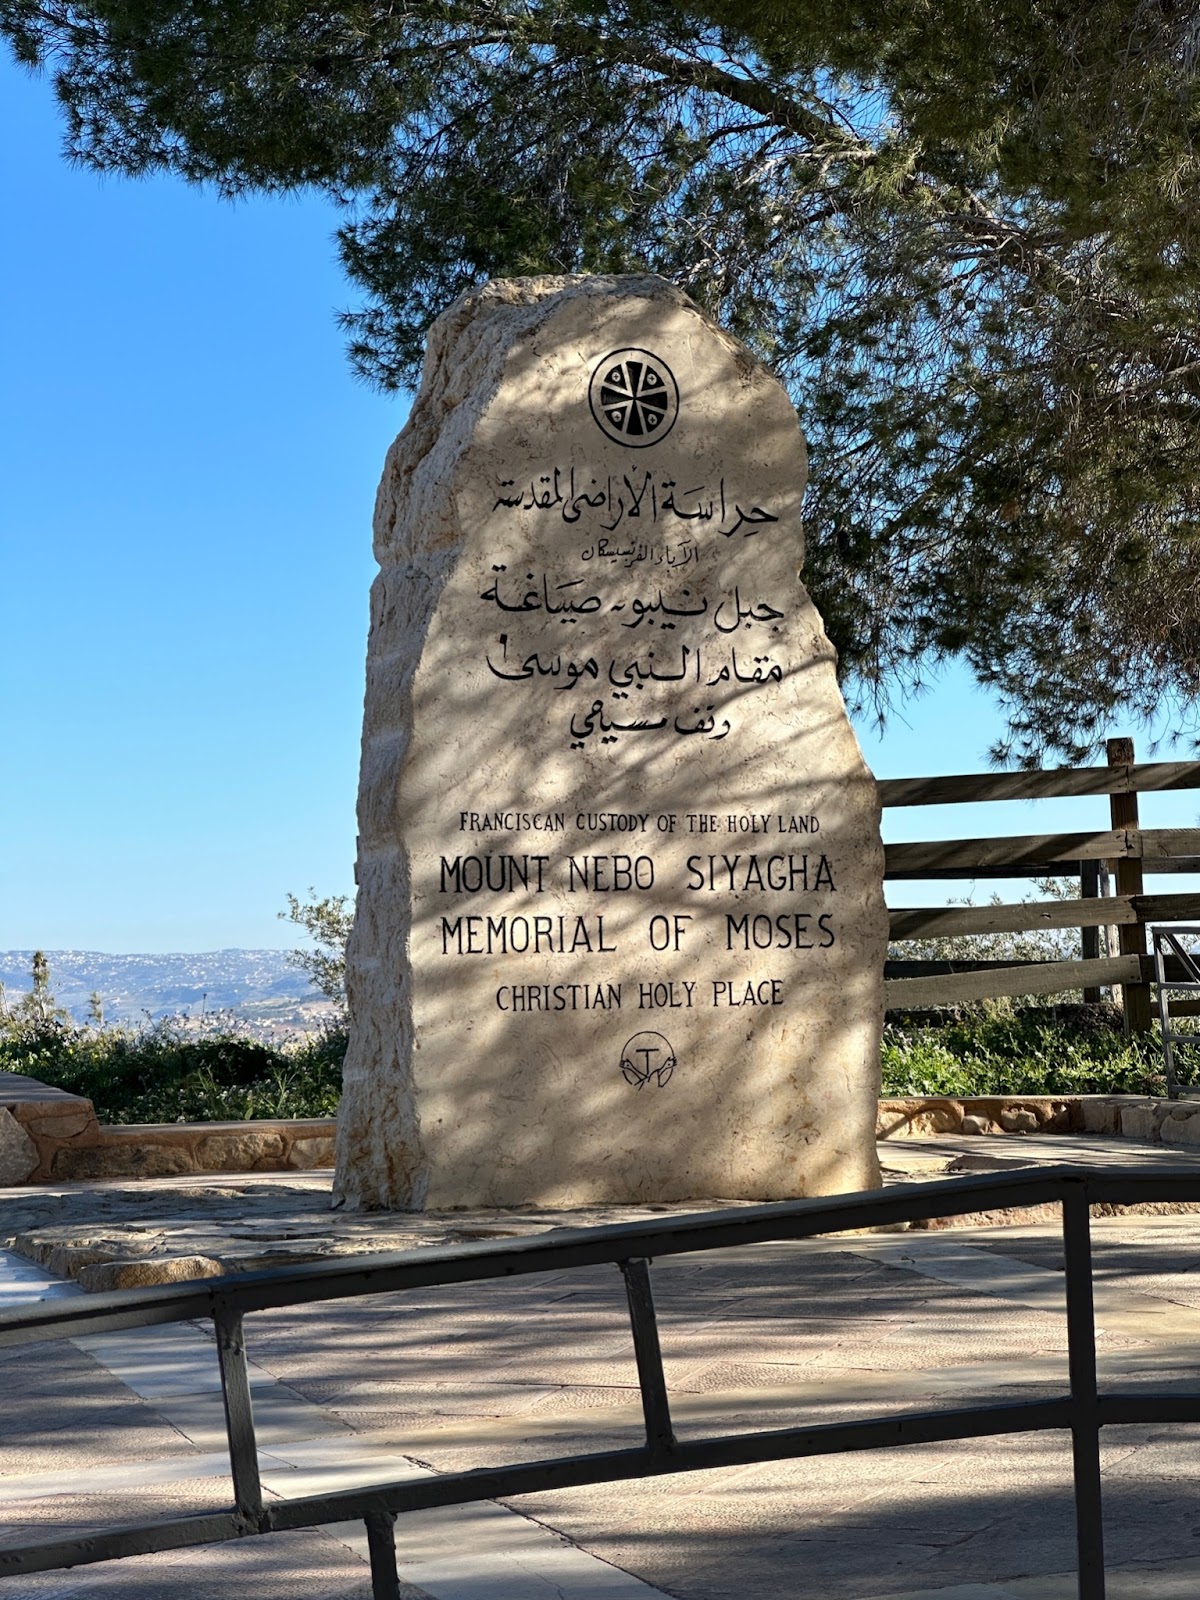 حراسة الأراضي المقدسة
الآباء الفرنسيسكان
جبل نيبو - صياغة
مقام النبي موسى
وقف مسيحي
FRANCISCAN CUSTODY OF THE HOLY LAND
MOUNT NEBO SIYAGHA
MEMORIAL OF MOSES
CHRISTIAN HOLY PLACE